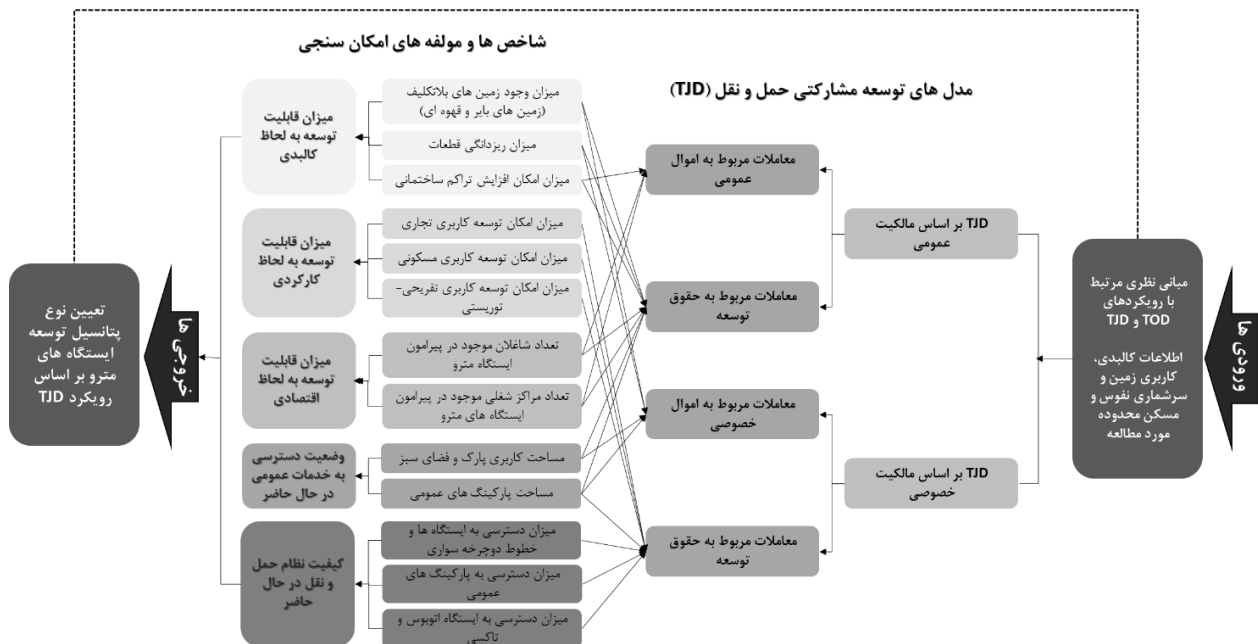 شاخص ها و مولفه های امکان سنجی
مدل های توسعه مشارکتی حمل و نقل (TJD)
ورودی ها
مبانی نظری مرتبط
با رویکردهای
TOD و TJD
اطلاعات کالبدی،
کاربری زمین و
سرشماری نفوس و
مسکن محدوده
مورد مطالعه
TJD بر اساس مالکیت
عمومی
TJD بر اساس مالکیت
خصوصی
معاملات مربوط به اموال
عمومی
معاملات مربوط به حقوق
توسعه
معاملات مربوط به اموال
خصوصی
معاملات مربوط به حقوق
توسعه
میزان وجود زمین های بلاتکلیف
(زمین های بایر و قهوه ای)
میزان ریزدانگی قطعات
میزان امکان افزایش تراکم ساختمانی
میزان امکان توسعه کاربری تجاری
میزان امکان توسعه کاربری مسکونی
میزان امکان توسعه کاربری تفریحی-
توریستی
تعداد شاغلان موجود در پیرامون
ایستگاه مترو
تعداد مراکز شغلی موجود در پیرامون
ایستگاه های مترو
مساحت کاربری پارک و فضای سبز
مساحت پارکینگ های عمومی
میزان دسترسی به ایستگاه ها و
خطوط دوچرخه سواری
میزان دسترسی به پارکینگ های
عمومی
میزان دسترسی به ایستگاه اتوبوس و
تاکسی
میزان قابلیت
توسعه به لحاظ
کالبدی
میزان قابلیت
توسعه به لحاظ
کارکردی
میزان قابلیت
توسعه به لحاظ
اقتصادی
وضعیت دسترسی
به خدمات عمومی
در حال حاضر
کیفیت نظام حمل
و نقل در حال
حاضر
خروجی ها
تعیین نوع
پتانسیل توسعه
ایستگاه های
مترو بر اساس
رویکرد TJD